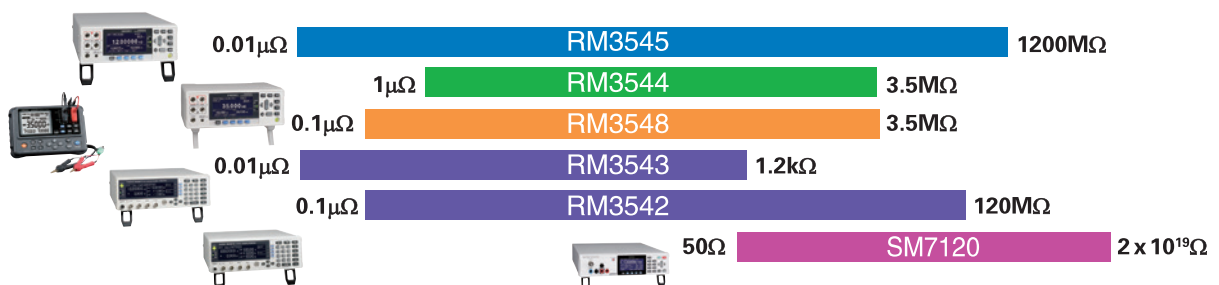 0.01μΩ RM3545 1200MΩ
1μΩ RM3544 3.5MΩ
0.1μΩ RM3548 3.5MΩ
0.01μΩ RM3543 1.2kΩ
0.1μΩ RM3542 120MΩ
50Ω SM7120 2 x 10¹⁹Ω